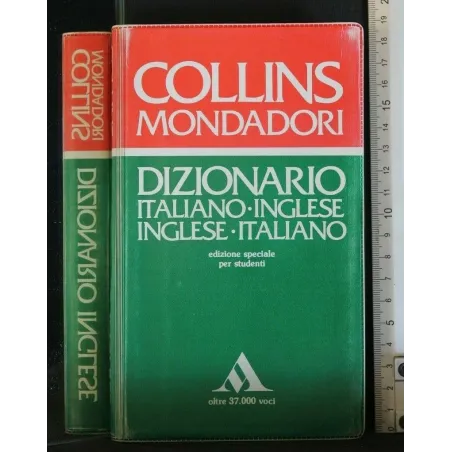 MONDADORI
COLLINS
DIZIONARIO INGLESE
COLLINS
MONDADORI
DIZIONARIO
ITALIANO·INGLESE
INGLESE·ITALIANO
edizione speciale
per studenti
oltre 37.000 voci
15